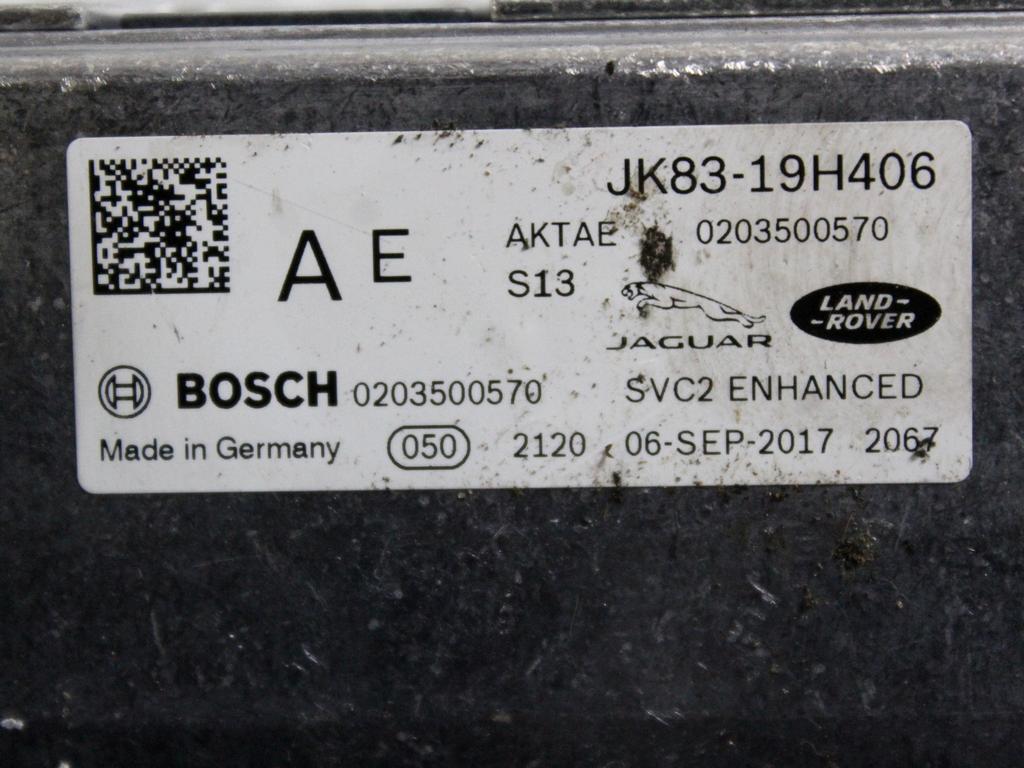 JK83-19H406
A E
AKTAE 0203500570
S13
JAGUAR
LAND-
-ROVER
BOSCH 0203500570 SVC2 ENHANCED
Made in Germany 050 2120 06-SEP-2017 2067